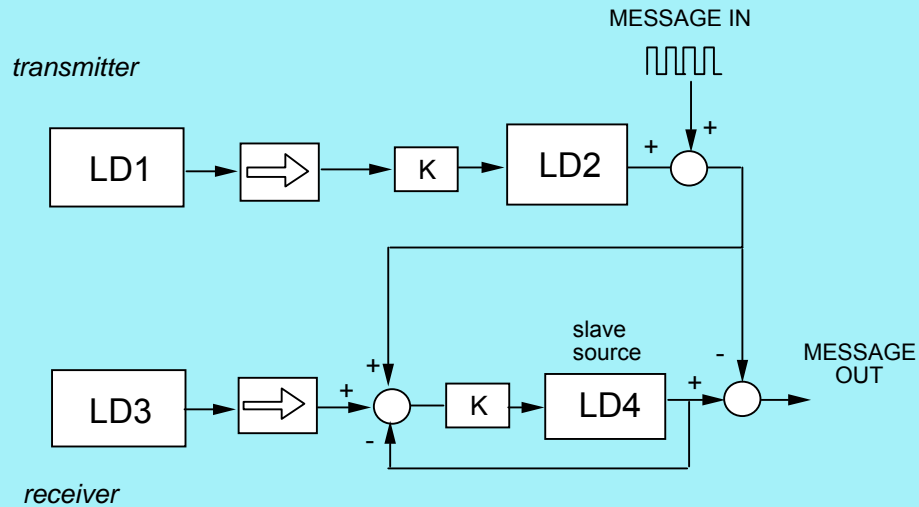 MESSAGE IN
transmitter
+
LD1
K
LD2
+
slave
source
+
-
MESSAGE
OUT
LD3
+
K
LD4
+
-
receiver